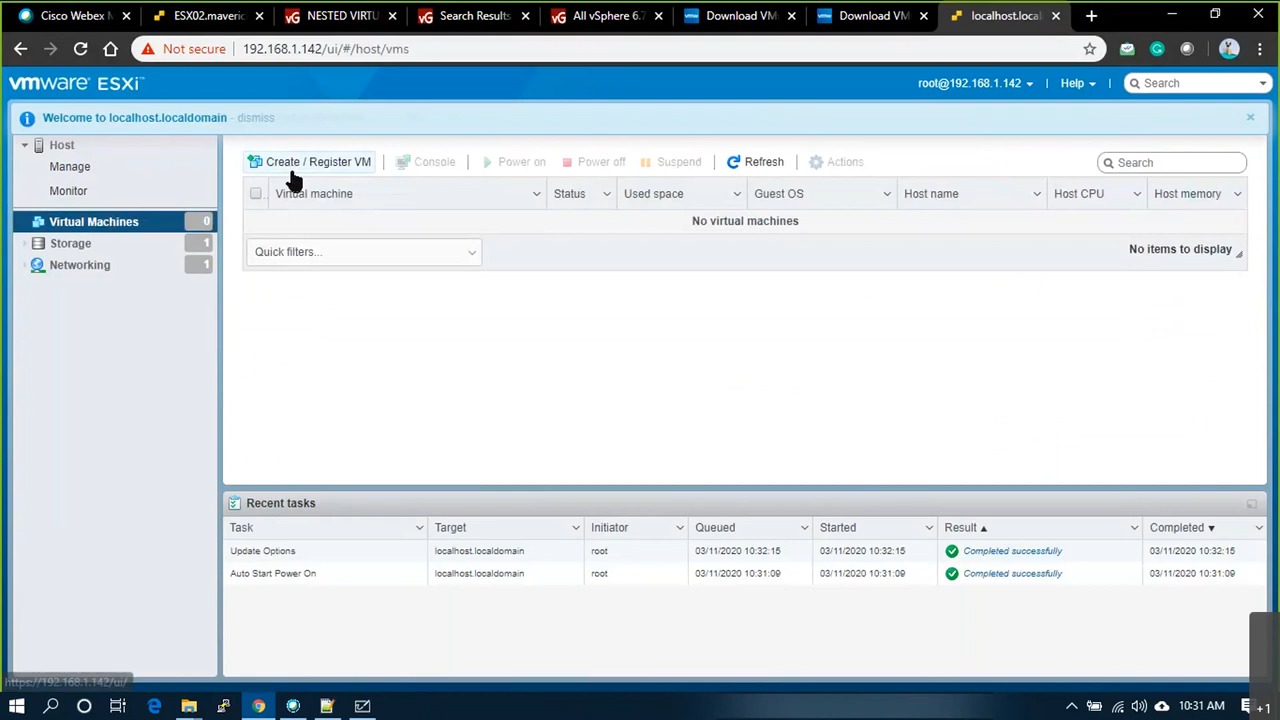 Cisco Webex M
ESX02.maveric
NESTED VIRTU
Search Results
All vSphere 6.7
Download VM
Download VM
localhost.local
Not secure
192.168.1.142/ui/#/host/vms
vmware ESXi™
root@192.168.1.142
Help
Search
Welcome to localhost.localdomain - dismiss
Host
Manage
Monitor
Virtual Machines 0
Storage 1
Networking 1
Create / Register VM
Console
Power on
Power off
Suspend
Refresh
Actions
Search
Virtual machine
Status
Used space
Guest OS
Host name
Host CPU
Host memory
No virtual machines
Quick filters...
No items to display
Recent tasks
Task Target Initiator Queued Started Result Completed
Update Options localhost.localdomain root 03/11/2020 10:32:15 03/11/2020 10:32:15 Completed successfully 03/11/2020 10:32:15
Auto Start Power On localhost.localdomain root 03/11/2020 10:31:09 03/11/2020 10:31:09 Completed successfully 03/11/2020 10:31:09
https://192.168.1.142/ui/
10:31 AM
+1